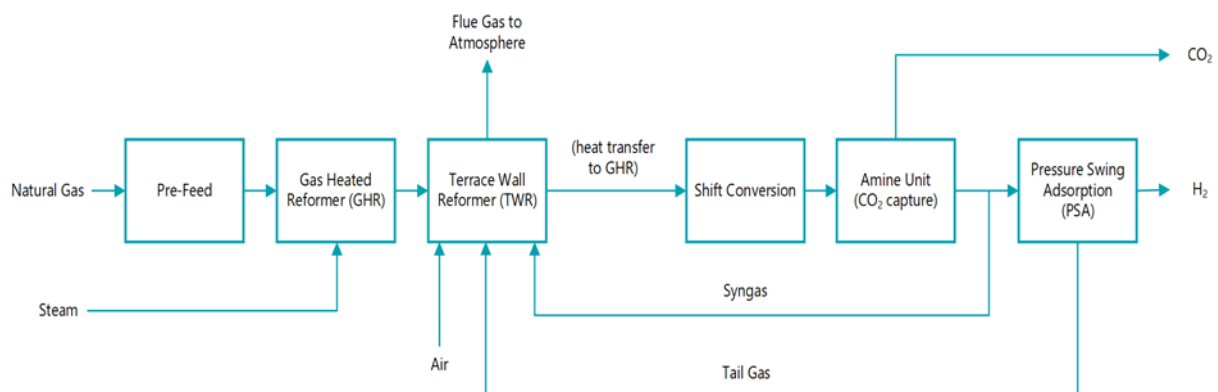 Flue Gas to
Atmosphere
CO₂
(heat transfer
to GHR)
Natural Gas
Pre-Feed
Gas Heated
Reformer (GHR)
Terrace Wall
Reformer (TWR)
Shift Conversion
Amine Unit
(CO₂ capture)
Pressure Swing
Adsorption
(PSA)
H₂
Steam
Syngas
Air
Tail Gas